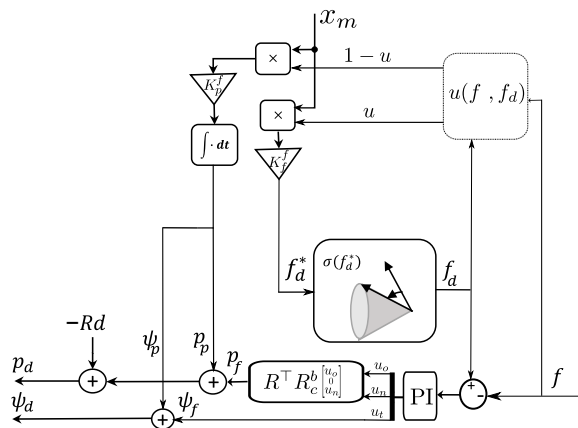 x_m
×
1 − u
K_p^f
u(f , f_d)
×
u
∫· dt
K_f^f
σ(f_d^*)
f_d^*
f_d
−Rd
ψ_p
p_p
p_f
p_d
+
+
R^⊤ R_c^b [u_o 0 u_n]
u_o
u_n
u_t
PI
+
-
f
ψ_d
+
ψ_f